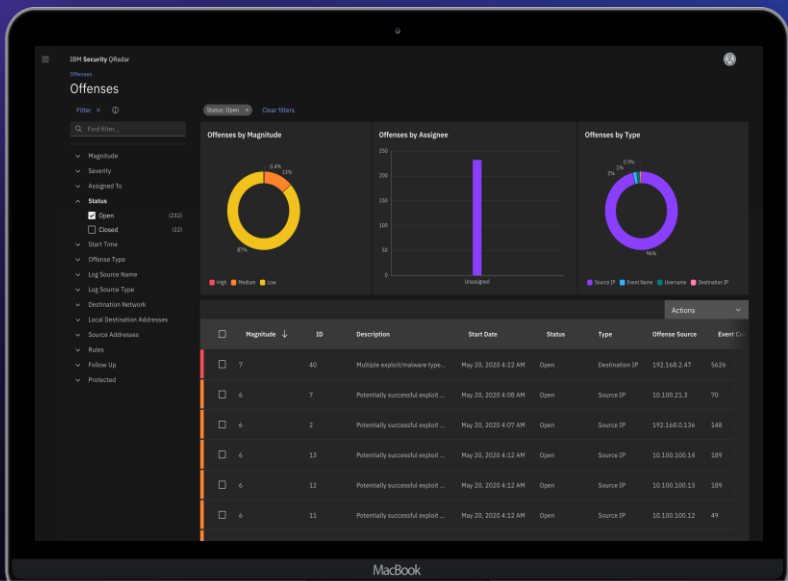 IBM Security QRadar
Offenses
Offenses
Filter ×
Status: Open ×
Clear filters
Find filter...
Magnitude
Severity
Assigned To
Status
Open (232)
Closed (22)
Start Time
Offense Type
Log Source Name
Log Source Type
Destination Network
Local Destination Addresses
Source Addresses
Rules
Follow Up
Protected
Offenses by Magnitude
0.4%
13%
87%
High Medium Low
Offenses by Assignee
250
200
150
100
50
0
Unassigned
Offenses by Type
0.9%
1%
2%
96%
Source IP Event Name Username Destination IP
Actions
Magnitude ↓ ID Description Start Date Status Type Offense Source Event Co
7 40 Multiple exploit/malware type... May 20, 2020 4:22 AM Open Destination IP 192.168.2.47 5626
6 7 Potentially successful exploit ... May 20, 2020 4:08 AM Open Source IP 10.100.21.3 70
6 2 Potentially successful exploit ... May 20, 2020 4:07 AM Open Source IP 192.168.0.136 148
6 13 Potentially successful exploit ... May 20, 2020 4:12 AM Open Source IP 10.100.100.14 189
6 12 Potentially successful exploit ... May 20, 2020 4:12 AM Open Source IP 10.100.100.13 189
6 11 Potentially successful exploit ... May 20, 2020 4:12 AM Open Source IP 10.100.100.12 49
MacBook